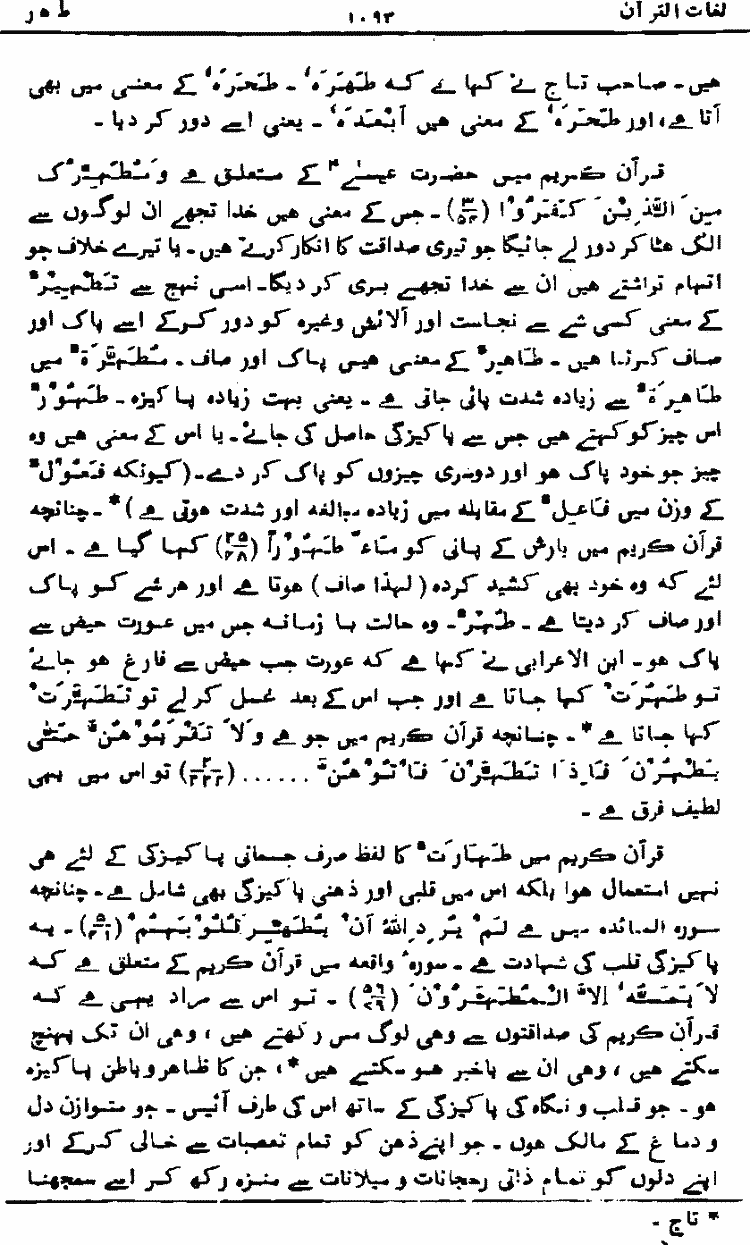 لغات القرآن ۱۰۹۳ ط ھ ر
ہیں۔ صاحب تاج نے کہا ہے کہ طَہَرَہٗ ۔ طَحَرَہٗ کے معنی میں بھی
آتا ہے، اور طَحَرَہٗ کے معنی ہیں اَبْعَدَہٗ ۔ یعنی اسے دور کر دیا ۔
قرآن کریم میں حضرت عیسٰےؑ کے متعلق ہے وَ مُطَہِّرُکَ
مِنَ الَّذِیْنَ کَفَرُوْا (۳/۵۴)۔ جس کے معنی ہیں خدا تجھے ان لوگوں سے
الگ ہٹا کر دور لے جائیگا جو تیری صداقت کا انکار کرتے ہیں۔ یا تیرے خلاف جو
اتہام تراشتے ہیں ان سے خدا تجھے بری کر دیگا۔ اسی نہج سے تَطْہِیْرٌ
کے معنی کسی شے سے نجاست اور آلائش وغیرہ کو دور کرکے اسے پاک اور
صاف کرنا ہیں۔ طَاہِرٌ کے معنی ہیں پاک اور صاف ۔ مُطَہَّرَۃٌ میں
طَاہِرَۃٌ سے زیادہ شدت پائی جاتی ہے ۔ یعنی بہت زیادہ پاکیزہ ۔ طَہُوْرٌ
اس چیز کو کہتے ہیں جس سے پاکیزگی حاصل کی جائے۔ یا اس کے معنی ہیں وہ
چیز جو خود پاک ہو اور دوسری چیزوں کو پاک کر دے۔ (کیونکہ فَعُوْلٌ
کے وزن میں فَاعِلٌ کے مقابلہ میں زیادہ مبالغہ اور شدت ہوتی ہے)*۔ چنانچہ
قرآن کریم میں بارش کے پانی کو مَاءً طَہُوْراً (۲۵/۴۸) کہا گیا ہے ۔ اس
لئے کہ وہ خود بھی کشید کردہ (لہذا صاف) ہوتا ہے اور ہر شے کو پاک
اور صاف کر دیتا ہے ۔ طُہْرٌ۔ وہ حالت یا زمانہ جس میں عورت حیض سے
پاک ہو۔ ابن الاعرابی نے کہا ہے کہ عورت جب حیض سے فارغ ہو جائے
تو طَہُرَتْ کہا جاتا ہے اور جب اس کے بعد غسل کر لے تو تَطَہَّرَتْ
کہا جاتا ہے*۔ چنانچہ قرآن کریم میں جو ہے وَلَا تَقْرَبُوْہُنَّ حَتّٰی
یَطْہُرْنَ فَاِذَا تَطَہَّرْنَ فَاْتُوْہُنَّ ...... (۲/۲۲۲) تو اس میں یہی
لطیف فرق ہے ۔
قرآن کریم میں طَہَارَتٌ کا لفظ صرف جسمانی پاکیزگی کے لئے ہی
نہیں استعمال ہوا بلکہ اس میں قلبی اور ذہنی پاکیزگی بھی شامل ہے ۔ چنانچہ
سورہ المائدہ میں ہے لَمْ یُرِدِ اللہُ اَنْ یُطَہِّرَ قُلُوْبَہُمْ (۵/۴۱)۔ یہ
پاکیزگی قلب کی شہادت ہے ۔ سورہٴ واقعہ میں قرآن کریم کے متعلق ہے کہ
لَا یَمَسُّہٗ اِلَّا الْمُطَہَّرُوْنَ (۵۶/۷۹) ۔ تو اس سے مراد یہی ہے کہ
قرآن کریم کی صداقتوں سے وہی لوگ مس رکھتے ہیں، وہی ان تک پہنچ
سکتے ہیں، وہی ان سے باخبر ہو سکتے ہیں*، جن کا ظاہر و باطن پاکیزہ
ہو ۔ جو قلب و نگاہ کی پاکیزگی کے ساتھ اس کی طرف آئیں ۔ جو متوازن دل
و دماغ کے مالک ہوں ۔ جو اپنے ذہن کو تمام تعصبات سے خالی کرکے اور
اپنے دلوں کو تمام ذاتی رجحانات و میلانات سے منزہ رکھ کر اسے سمجھنا
* تاج ۔